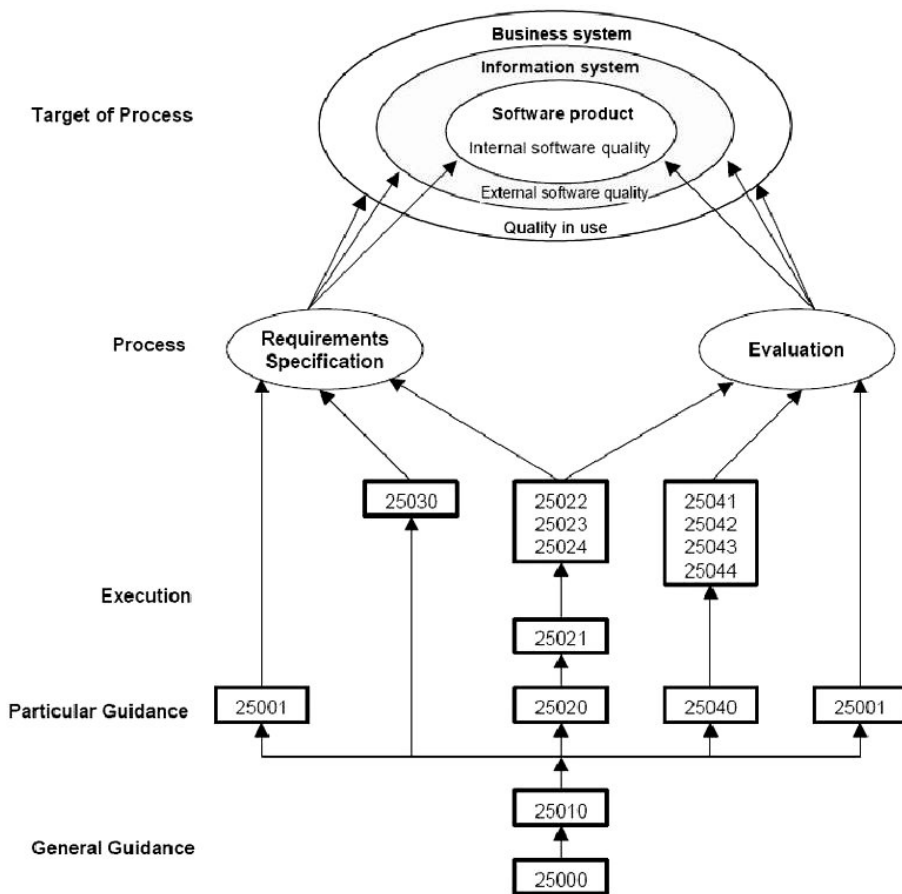 Business system
Information system
Target of Process
Software product
Internal software quality
External software quality
Quality in use
Process
Requirements
Specification
Evaluation
25030
25022
25023
25024
25041
25042
25043
25044
Execution
25021
Particular Guidance
25001
25020
25040
25001
25010
General Guidance
25000